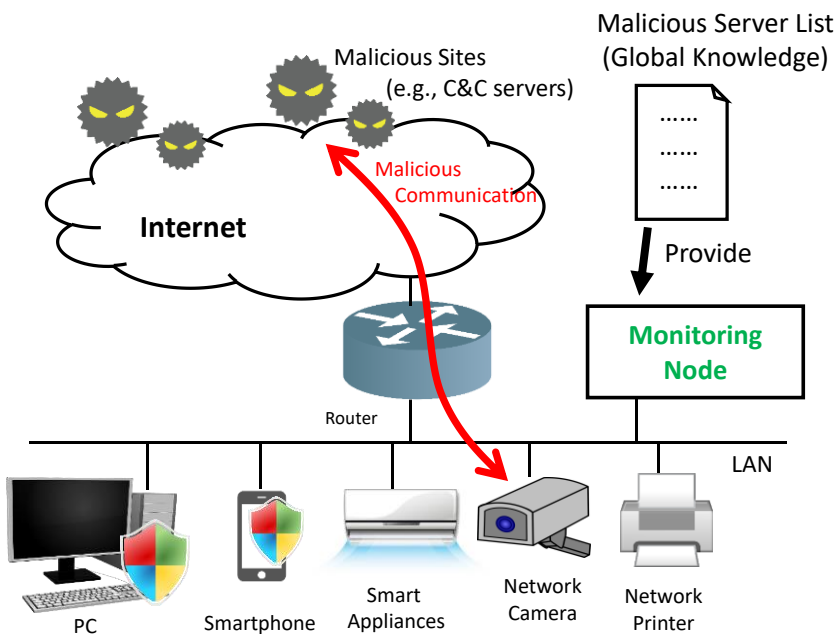 Malicious Server List
(Global Knowledge)
Malicious Sites
(e.g., C&C servers)
......
......
......
Malicious
Communication
Internet
Provide
Monitoring
Node
Router
LAN
PC
Smartphone
Smart
Appliances
Network
Camera
Network
Printer